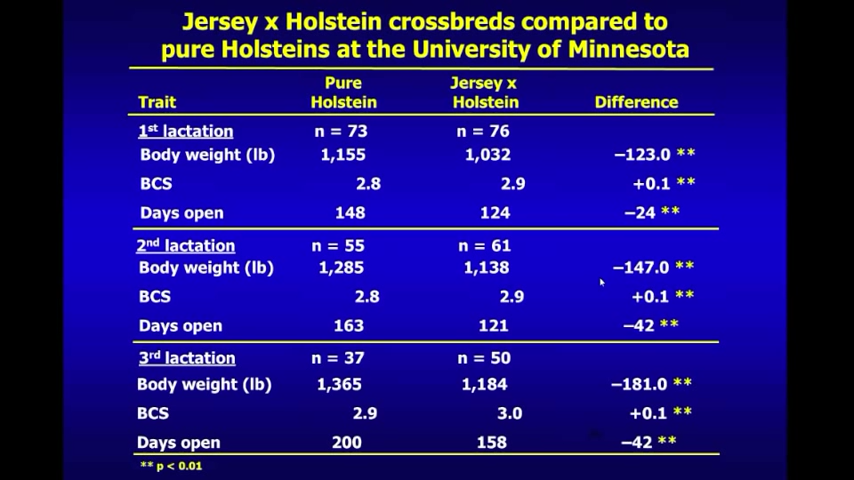 Jersey x Holstein crossbreds compared to
pure Holsteins at the University of Minnesota
Pure Jersey x
Trait Holstein Holstein Difference
1st lactation n = 73 n = 76
Body weight (lb) 1,155 1,032 –123.0 **
BCS 2.8 2.9 +0.1 **
Days open 148 124 –24 **
2nd lactation n = 55 n = 61
Body weight (lb) 1,285 1,138 –147.0 **
BCS 2.8 2.9 +0.1 **
Days open 163 121 –42 **
3rd lactation n = 37 n = 50
Body weight (lb) 1,365 1,184 –181.0 **
BCS 2.9 3.0 +0.1 **
Days open 200 158 –42 **
** p < 0.01